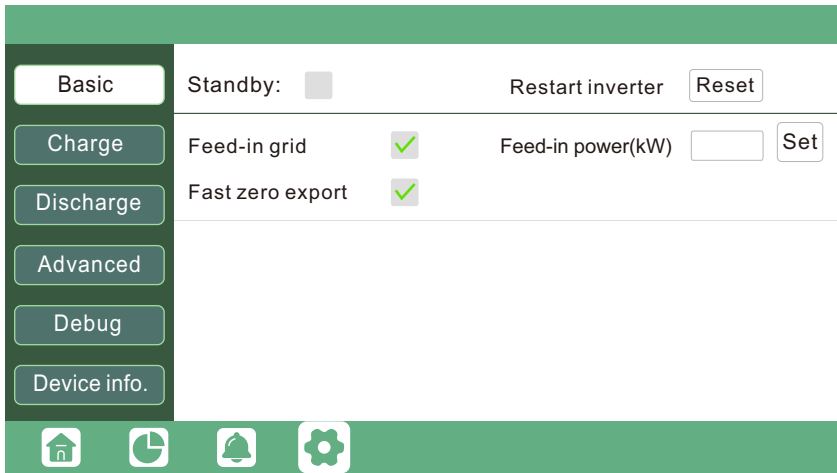 Basic
Standby:
Restart inverter
Reset
Charge
Feed-in grid
Feed-in power(kW)
Set
Discharge
Fast zero export
Advanced
Debug
Device info.